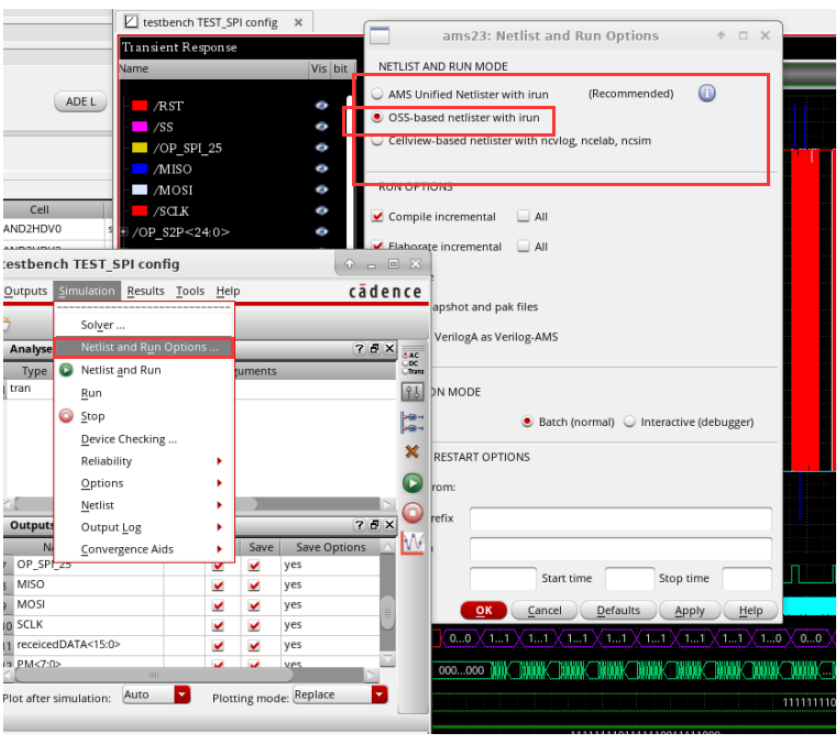 testbench TEST_SPI config ×
Transient Response
Name Vis bit
/RST
/SS
/OP_SPI_25
/MISO
/MOSI
/SCLK
/OP_S2P<24:0>
ADE L
Cell
AND2HDV0
ams23: Netlist and Run Options
NETLIST AND RUN MODE
AMS Unified Netlister with irun (Recommended)
OSS-based netlister with irun
Cellview-based netlister with ncvlog, ncelab, ncsim
RUN OPTIONS
Compile incremental All
Elaborate incremental All
apshot and pak files
VerilogA as Verilog-AMS
ON MODE
Batch (normal) Interactive (debugger)
RESTART OPTIONS
rom:
refix
Start time Stop time
OK Cancel Defaults Apply Help
testbench TEST_SPI config
Outputs Simulation Results Tools Help cādence
Solver ...
Netlist and Run Options ...
Netlist and Run
Run
Stop
Device Checking ...
Reliability
Options
Netlist
Output Log
Convergence Aids
Analyse
Type guments
tran
AC
DC
Trans
Outputs
Na Save Save Options
OP_SPI_25 yes
MISO yes
9 MOSI yes
10 SCLK yes
11 receicedDATA<15:0> yes
12 PM<7:0> yes
Plot after simulation: Auto Plotting mode: Replace
0...0 1...1 1...1 1...1 1...1 1...1 1...1 1...0 0...0
000...000
111111110